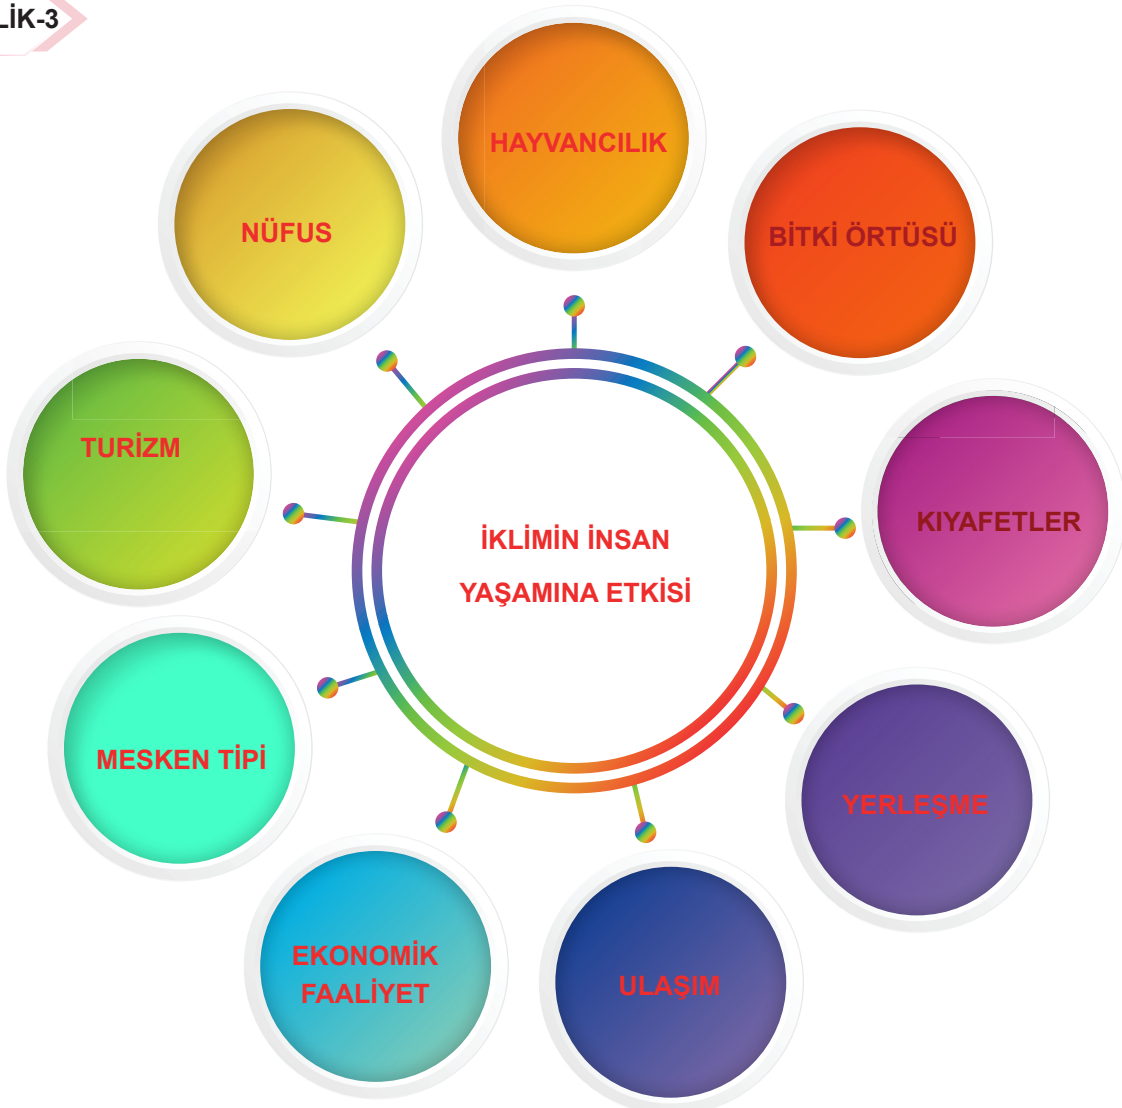 LİK-3
HAYVANCILIK
BİTKİ ÖRTÜSÜ
KIYAFETLER
YERLEŞME
ULAŞIM
EKONOMİK
FAALİYET
MESKEN TİPİ
TURİZM
NÜFUS
İKLİMİN İNSAN
YAŞAMINA ETKİSİ